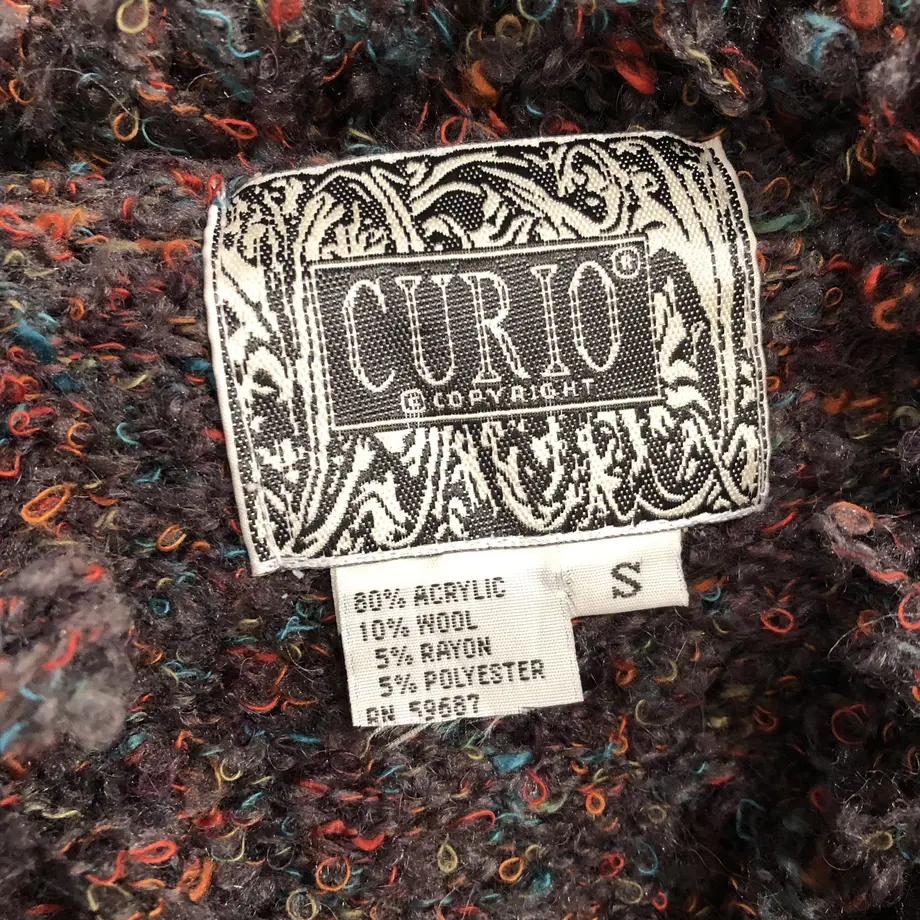 CURIO®
© COPYRIGHT
S
80% ACRYLIC
10% WOOL
5% RAYON
5% POLYESTER
RN 59687